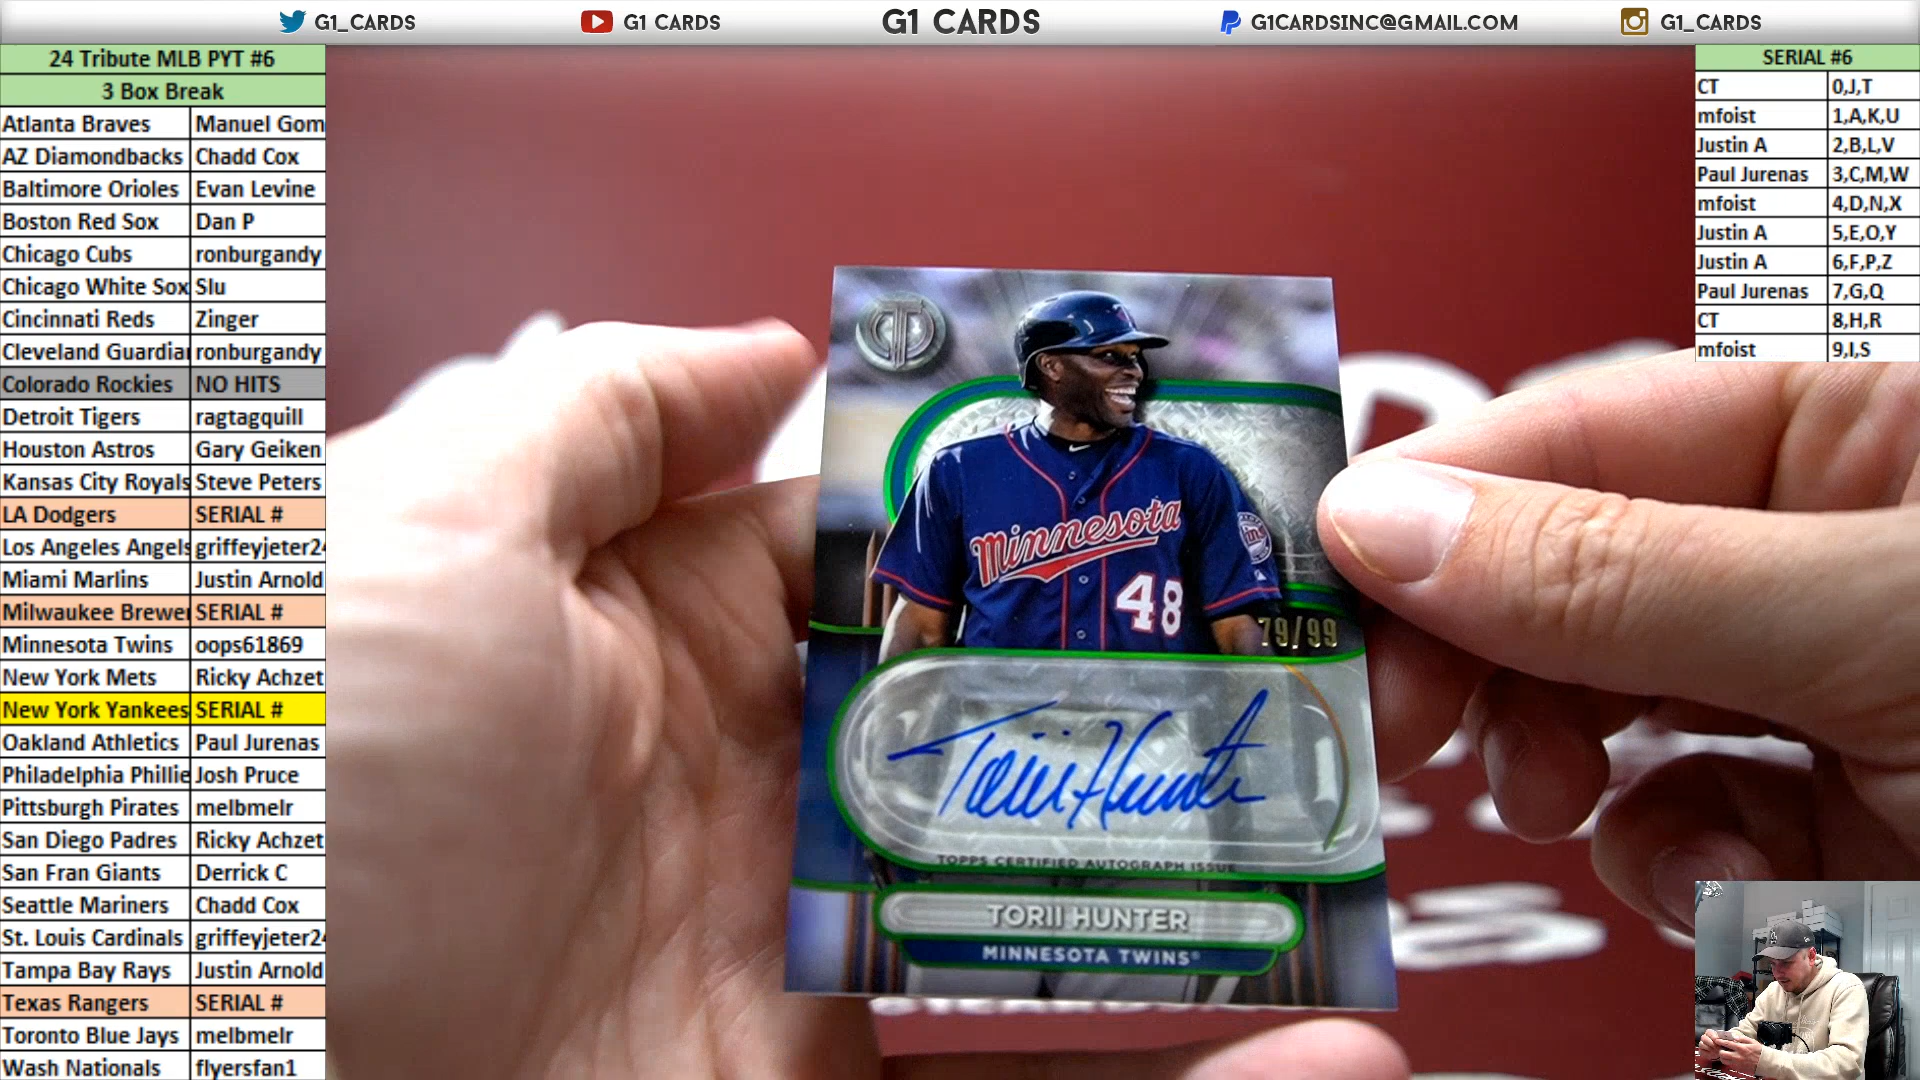 G1_CARDS
G1 CARDS
G1 CARDS
G1CARDSINC@GMAIL.COM
G1_CARDS
24 Tribute MLB PYT #6
3 Box Break
Atlanta Braves Manuel Gom
AZ Diamondbacks Chadd Cox
Baltimore Orioles Evan Levine
Boston Red Sox Dan P
Chicago Cubs ronburgandy
Chicago White Sox Slu
Cincinnati Reds Zinger
Cleveland Guardia ronburgandy
Colorado Rockies NO HITS
Detroit Tigers ragtagquill
Houston Astros Gary Geiken
Kansas City Royals Steve Peters
LA Dodgers SERIAL #
Los Angeles Angels griffeyjeter2
Miami Marlins Justin Arnold
Milwaukee Brewe SERIAL #
Minnesota Twins oops61869
New York Mets Ricky Achzet
New York Yankees SERIAL #
Oakland Athletics Paul Jurenas
Philadelphia Phillie Josh Pruce
Pittsburgh Pirates melbmelr
San Diego Padres Ricky Achzet
San Fran Giants Derrick C
Seattle Mariners Chadd Cox
St. Louis Cardinals griffeyjeter2
Tampa Bay Rays Justin Arnold
Texas Rangers SERIAL #
Toronto Blue Jays melbmelr
Wash Nationals flyersfan1
SERIAL #6
CT 0,J,T
mfoist 1,A,K,U
Justin A 2,B,L,V
Paul Jurenas 3,C,M,W
mfoist 4,D,N,X
Justin A 5,E,O,Y
Justin A 6,F,P,Z
Paul Jurenas 7,G,Q
CT 8,H,R
mfoist 9,I,S
T
Minnesota
48
79/99
Torii Hunter
TOPPS CERTIFIED AUTOGRAPH ISSUE
TORII HUNTER
MINNESOTA TWINS®